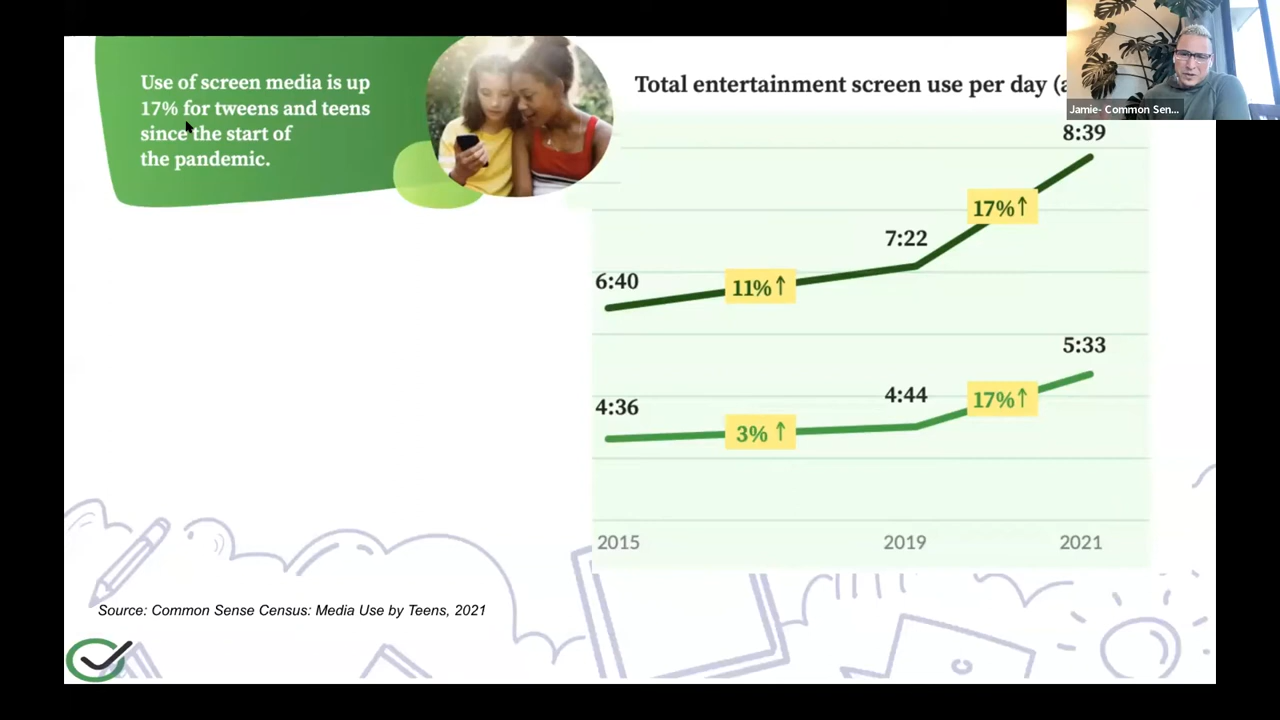 Use of screen media is up
17% for tweens and teens
since the start of
the pandemic.
Total entertainment screen use per day (a
Jamie- Common Sen...
8:39
17%↑
7:22
6:40
11%↑
5:33
4:44
17%↑
4:36
3% ↑
2015 2019 2021
Source: Common Sense Census: Media Use by Teens, 2021